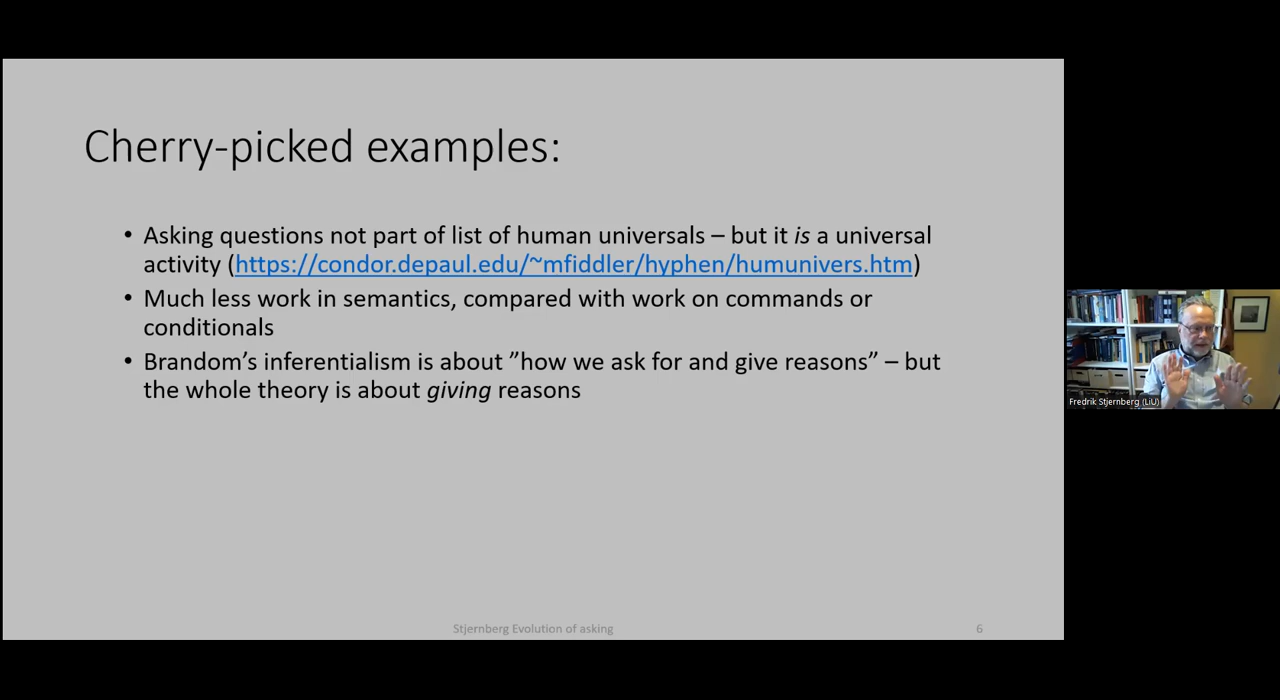 Cherry-picked examples:
• Asking questions not part of list of human universals – but it is a universal
activity (https://condor.depaul.edu/~mfiddler/hyphen/humunivers.htm)
• Much less work in semantics, compared with work on commands or
conditionals
• Brandom’s inferentialism is about ”how we ask for and give reasons” – but
the whole theory is about giving reasons
Fredrik Stjernberg (LiU)
Stjernberg Evolution of asking
6